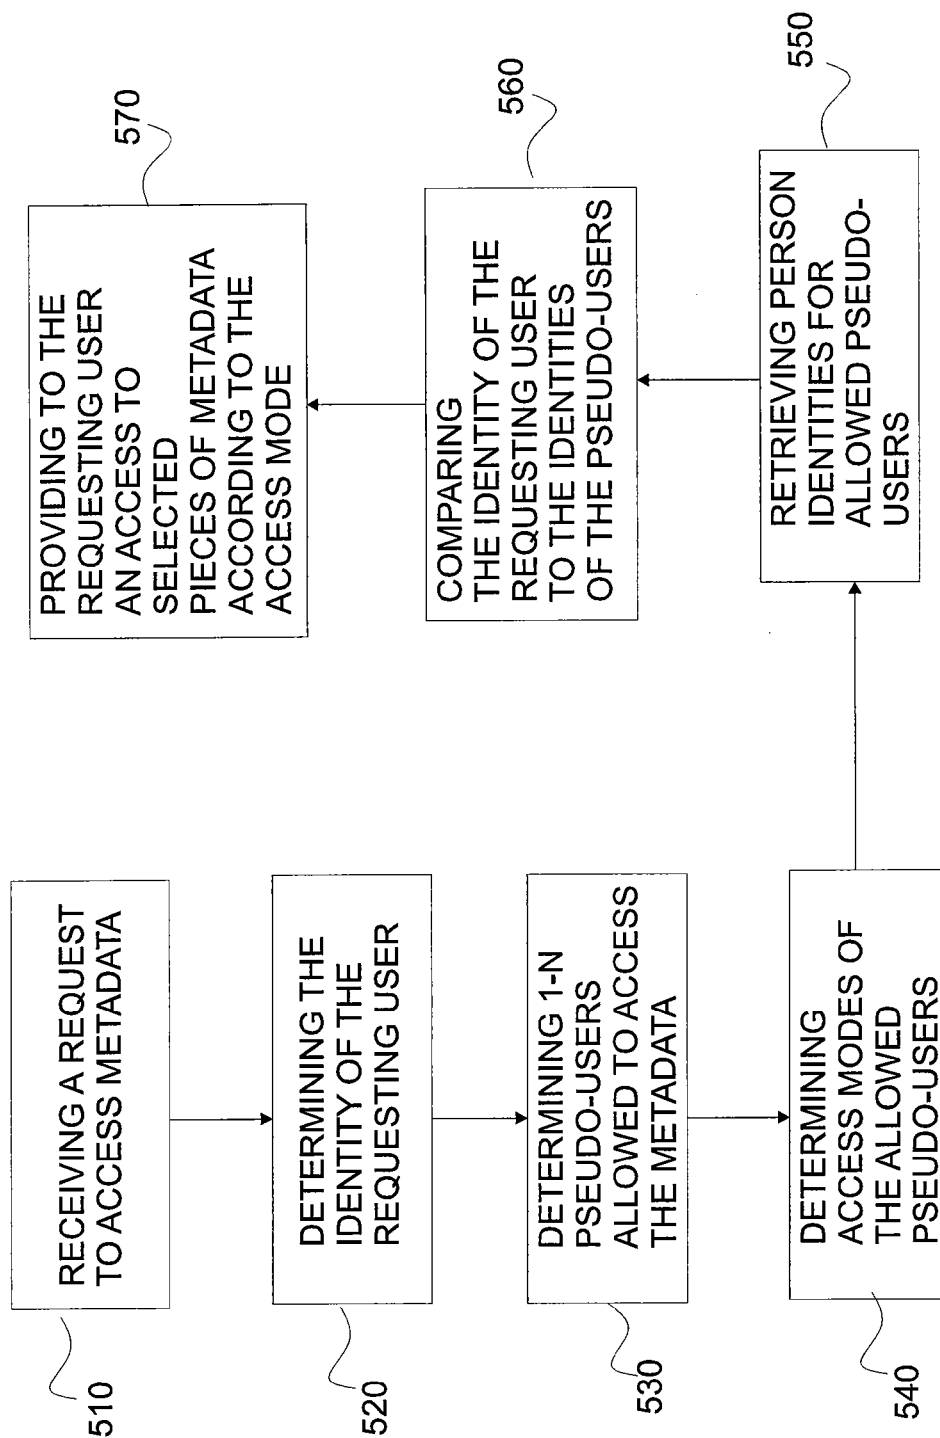 510
RECEIVING A REQUEST
TO ACCESS METADATA
520
DETERMINING THE
IDENTITY OF THE
REQUESTING USER
530
DETERMINING 1-N
PSEUDO-USERS
ALLOWED TO ACCESS
THE METADATA
540
DETERMINING
ACCESS MODES OF
THE ALLOWED
PSEUDO-USERS
550
RETRIEVING PERSON
IDENTITIES FOR
ALLOWED PSEUDO-
USERS
560
COMPARING
THE IDENTITY OF THE
REQUESTING USER
TO THE IDENTITIES
OF THE PSEUDO-USERS
570
PROVIDING TO THE
REQUESTING USER
AN ACCESS TO
SELECTED
PIECES OF METADATA
ACCORDING TO THE
ACCESS MODE